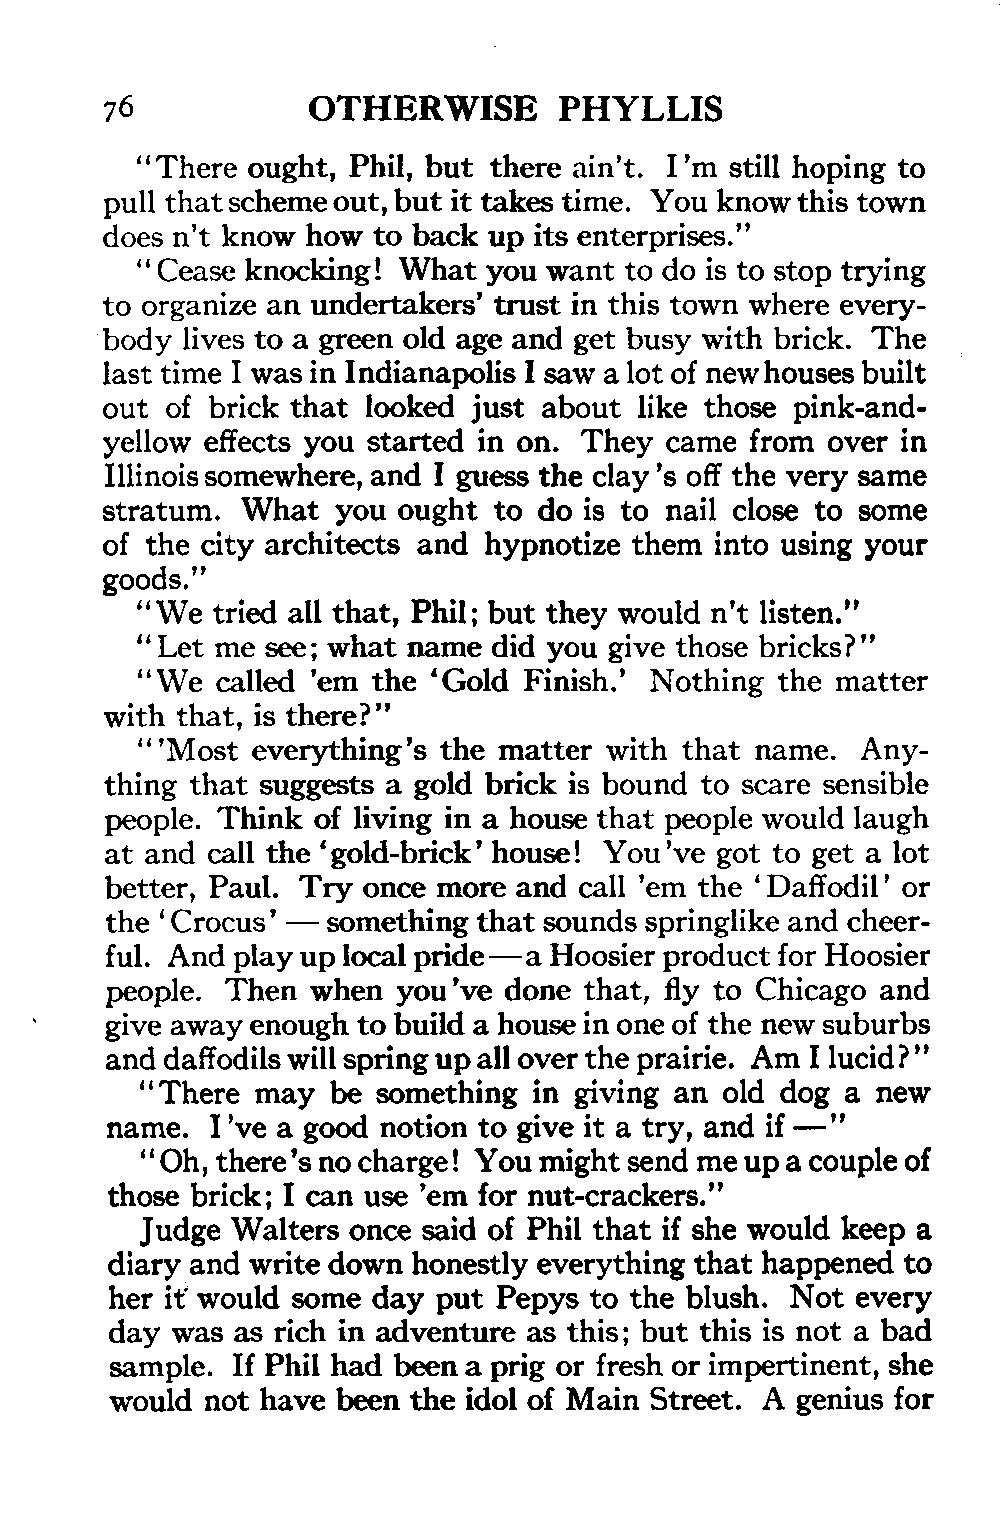 76 OTHERWISE PHYLLIS
"There ought, Phil, but there ain't. I'm still hoping to
pull that scheme out, but it takes time. You know this town
does n't know how to back up its enterprises."
"Cease knocking! What you want to do is to stop trying
to organize an undertakers' trust in this town where every-
body lives to a green old age and get busy with brick. The
last time I was in Indianapolis I saw a lot of new houses built
out of brick that looked just about like those pink-and-
yellow effects you started in on. They came from over in
Illinois somewhere, and I guess the clay's off the very same
stratum. What you ought to do is to nail close to some
of the city architects and hypnotize them into using your
goods."
"We tried all that, Phil; but they would n't listen."
"Let me see; what name did you give those bricks?"
"We called 'em the 'Gold Finish.' Nothing the matter
with that, is there?"
"'Most everything's the matter with that name. Any-
thing that suggests a gold brick is bound to scare sensible
people. Think of living in a house that people would laugh
at and call the 'gold-brick' house! You've got to get a lot
better, Paul. Try once more and call 'em the 'Daffodil' or
the 'Crocus' — something that sounds springlike and cheer-
ful. And play up local pride—a Hoosier product for Hoosier
people. Then when you've done that, fly to Chicago and
give away enough to build a house in one of the new suburbs
and daffodils will spring up all over the prairie. Am I lucid?"
"There may be something in giving an old dog a new
name. I've a good notion to give it a try, and if —"
"Oh, there's no charge! You might send me up a couple of
those brick; I can use 'em for nut-crackers."
Judge Walters once said of Phil that if she would keep a
diary and write down honestly everything that happened to
her it would some day put Pepys to the blush. Not every
day was as rich in adventure as this; but this is not a bad
sample. If Phil had been a prig or fresh or impertinent, she
would not have been the idol of Main Street. A genius for